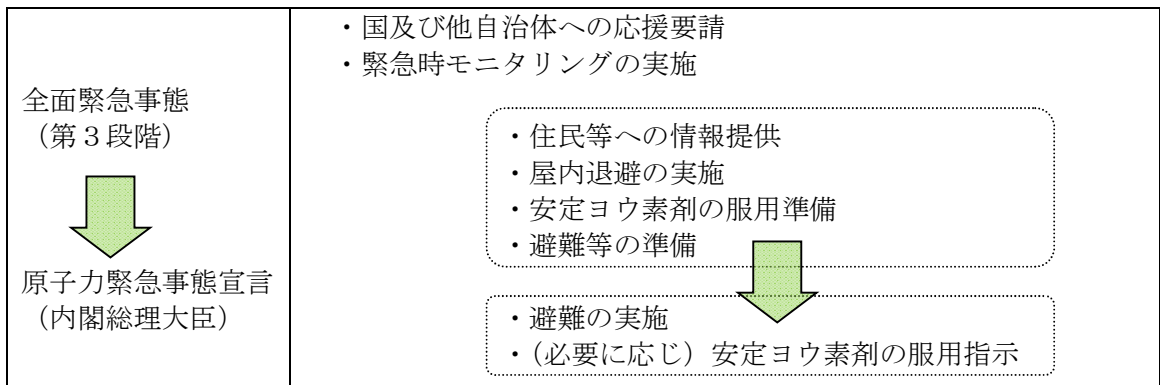 全面緊急事態
（第３段階）
原子力緊急事態宣言
（内閣総理大臣）
・国及び他自治体への応援要請
・緊急時モニタリングの実施
・住民等への情報提供
・屋内退避の実施
・安定ヨウ素剤の服用準備
・避難等の準備
・避難の実施
・（必要に応じ）安定ヨウ素剤の服用指示